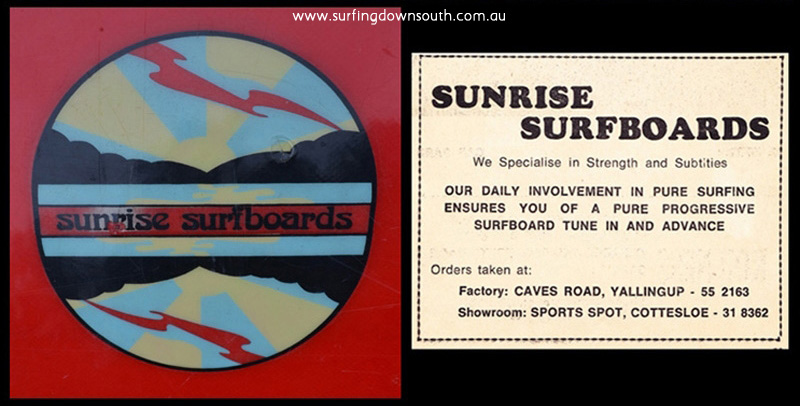 www.surfingdownsouth.com.au
sunrise surfboards
SUNRISE
SURFBOARDS
We Specialise in Strength and Subtities
OUR DAILY INVOLVEMENT IN PURE SURFING
ENSURES YOU OF A PURE PROGRESSIVE
SURFBOARD TUNE IN AND ADVANCE
Orders taken at:
Factory: CAVES ROAD, YALLINGUP - 55 2163
Showroom: SPORTS SPOT, COTTESLOE - 31 8362